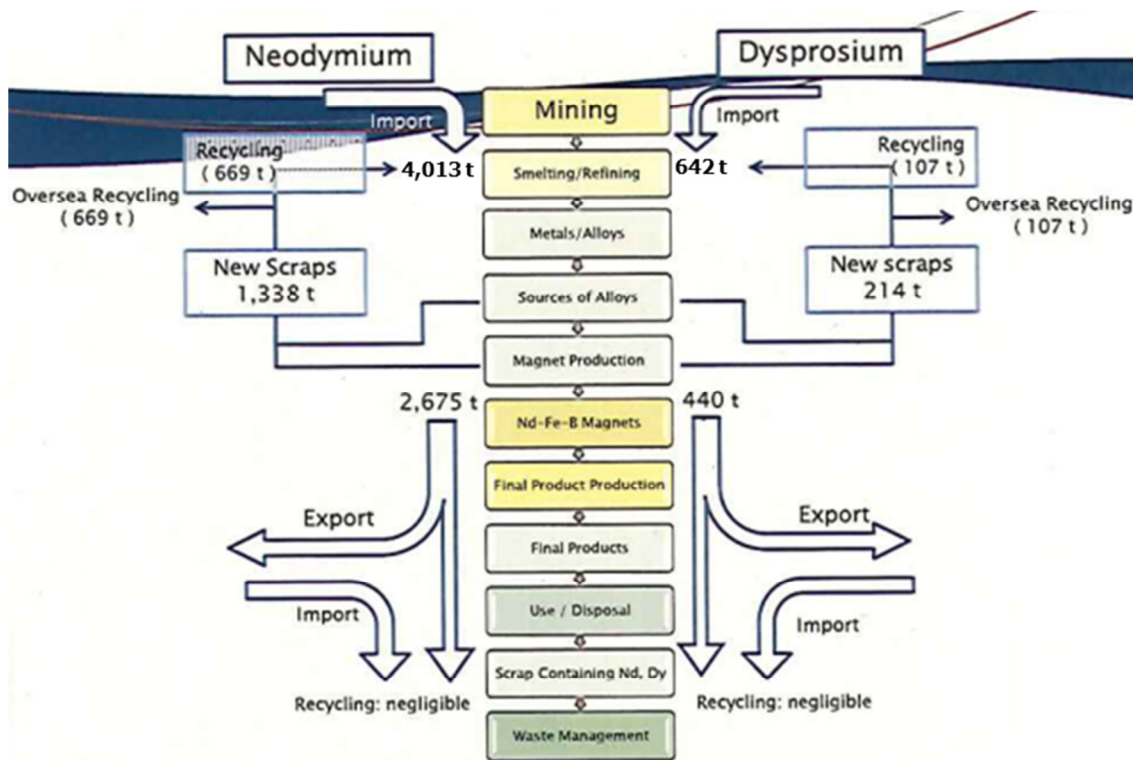 Neodymium
Dysprosium
Import
Mining
Import
Recycling
( 669 t )
4,013 t
Smelting/Refining
642 t
Recycling
( 107 t )
Oversea Recycling
( 669 t )
Oversea Recycling
( 107 t )
Metals/Alloys
New Scraps
1,338 t
New scraps
214 t
Sources of Alloys
Magnet Production
2,675 t
440 t
Nd-Fe-B Magnets
Final Product Production
Export
Export
Final Products
Import
Use / Disposal
Import
Scrap Containing Nd, Dy
Recycling: negligible
Recycling: negligible
Waste Management